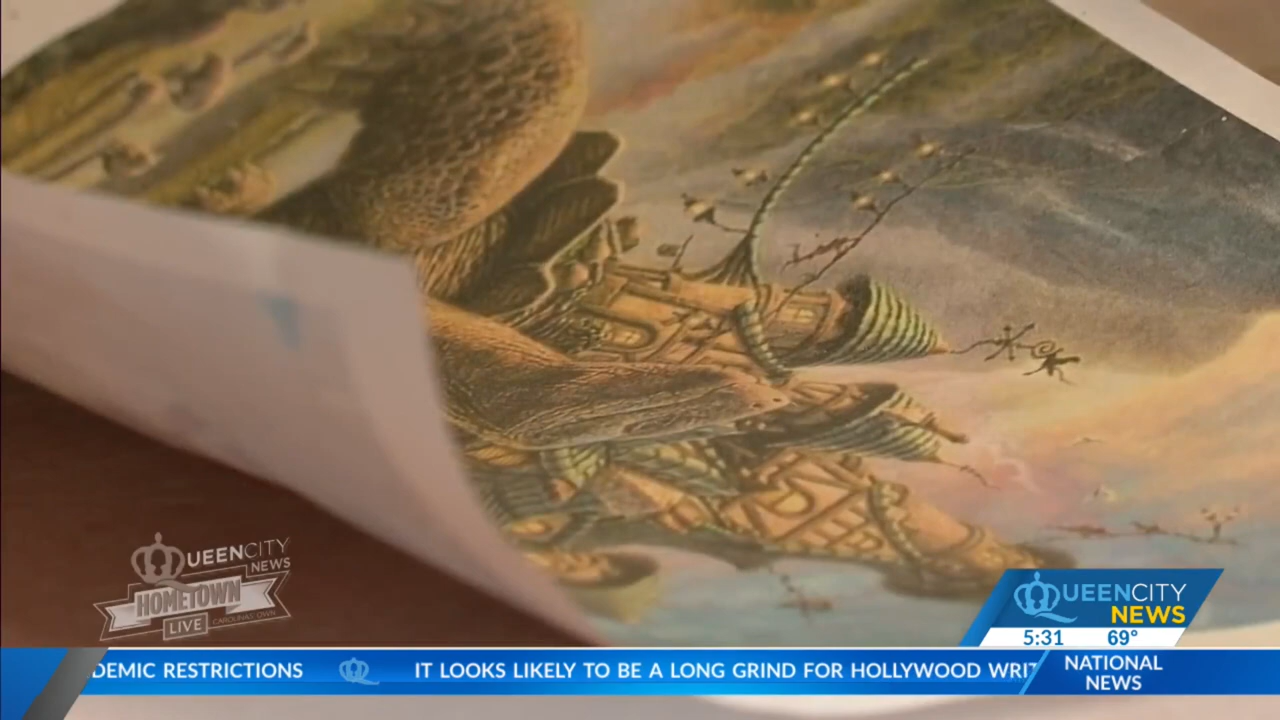 QUEENCITY
NEWS
HOMETOWN
LIVE
CAROLINAS' OWN
QUEENCITY
NEWS
5:31 69°
DEMIC RESTRICTIONS IT LOOKS LIKELY TO BE A LONG GRIND FOR HOLLYWOOD WRIT
NATIONAL
NEWS